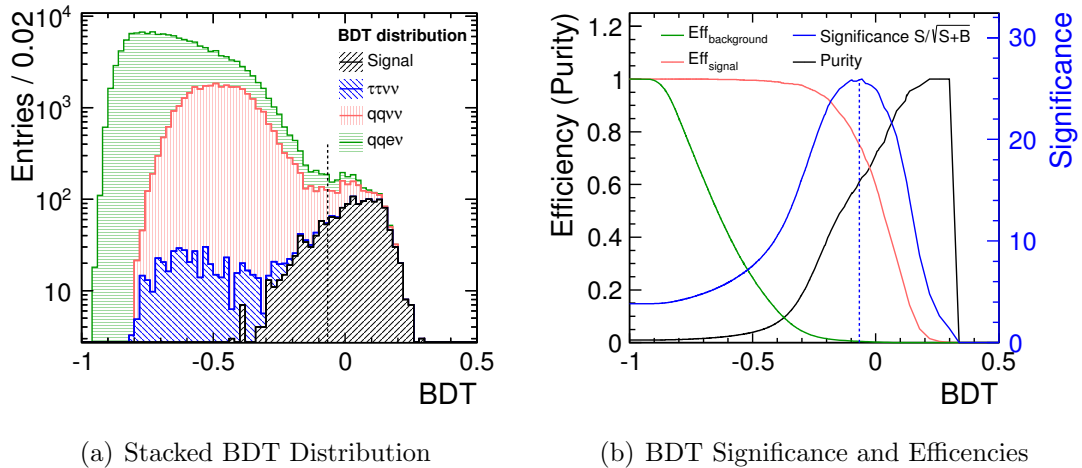 Entries / 0.02
10⁴
10³
10²
10
BDT distribution
Signal
ττνν
qqνν
qqeν
-1 -0.5 0 0.5
BDT
(a) Stacked BDT Distribution
Efficiency (Purity)
1.2
1
0.8
0.6
0.4
0.2
0
Eff_background
Eff_signal
Significance S/√S+B
Purity
30
20
10
0
Significance
-1 -0.5 0 0.5
BDT
(b) BDT Significance and Efficencies